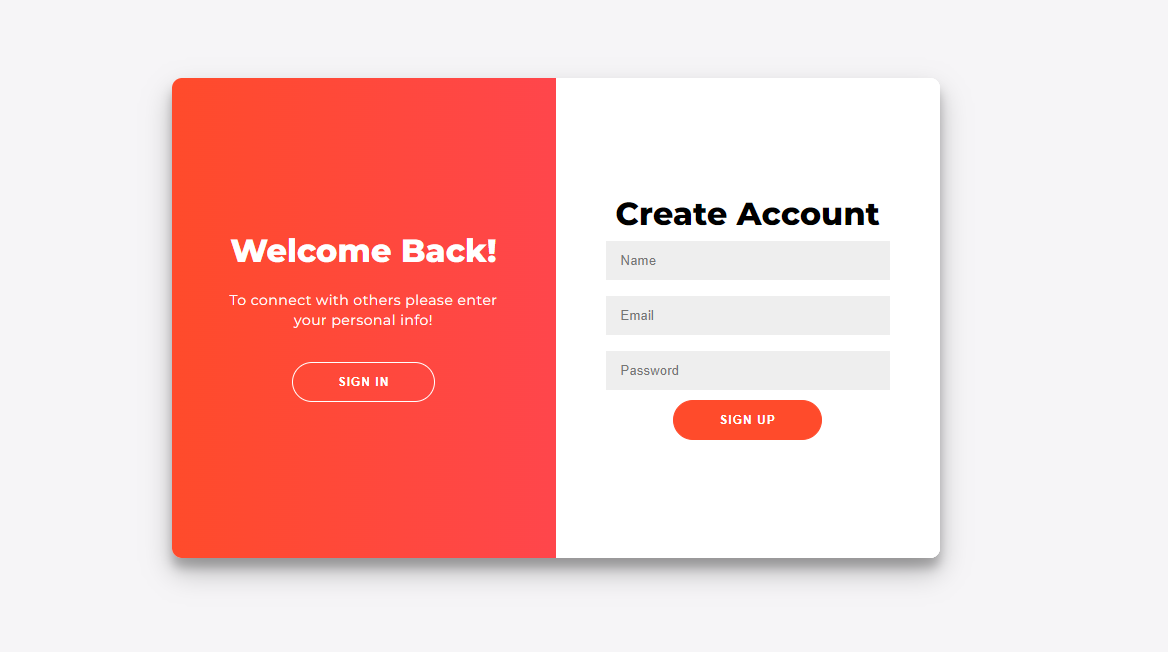 Welcome Back!
To connect with others please enter
your personal info!
SIGN IN
Create Account
Name
Email
Password
SIGN UP